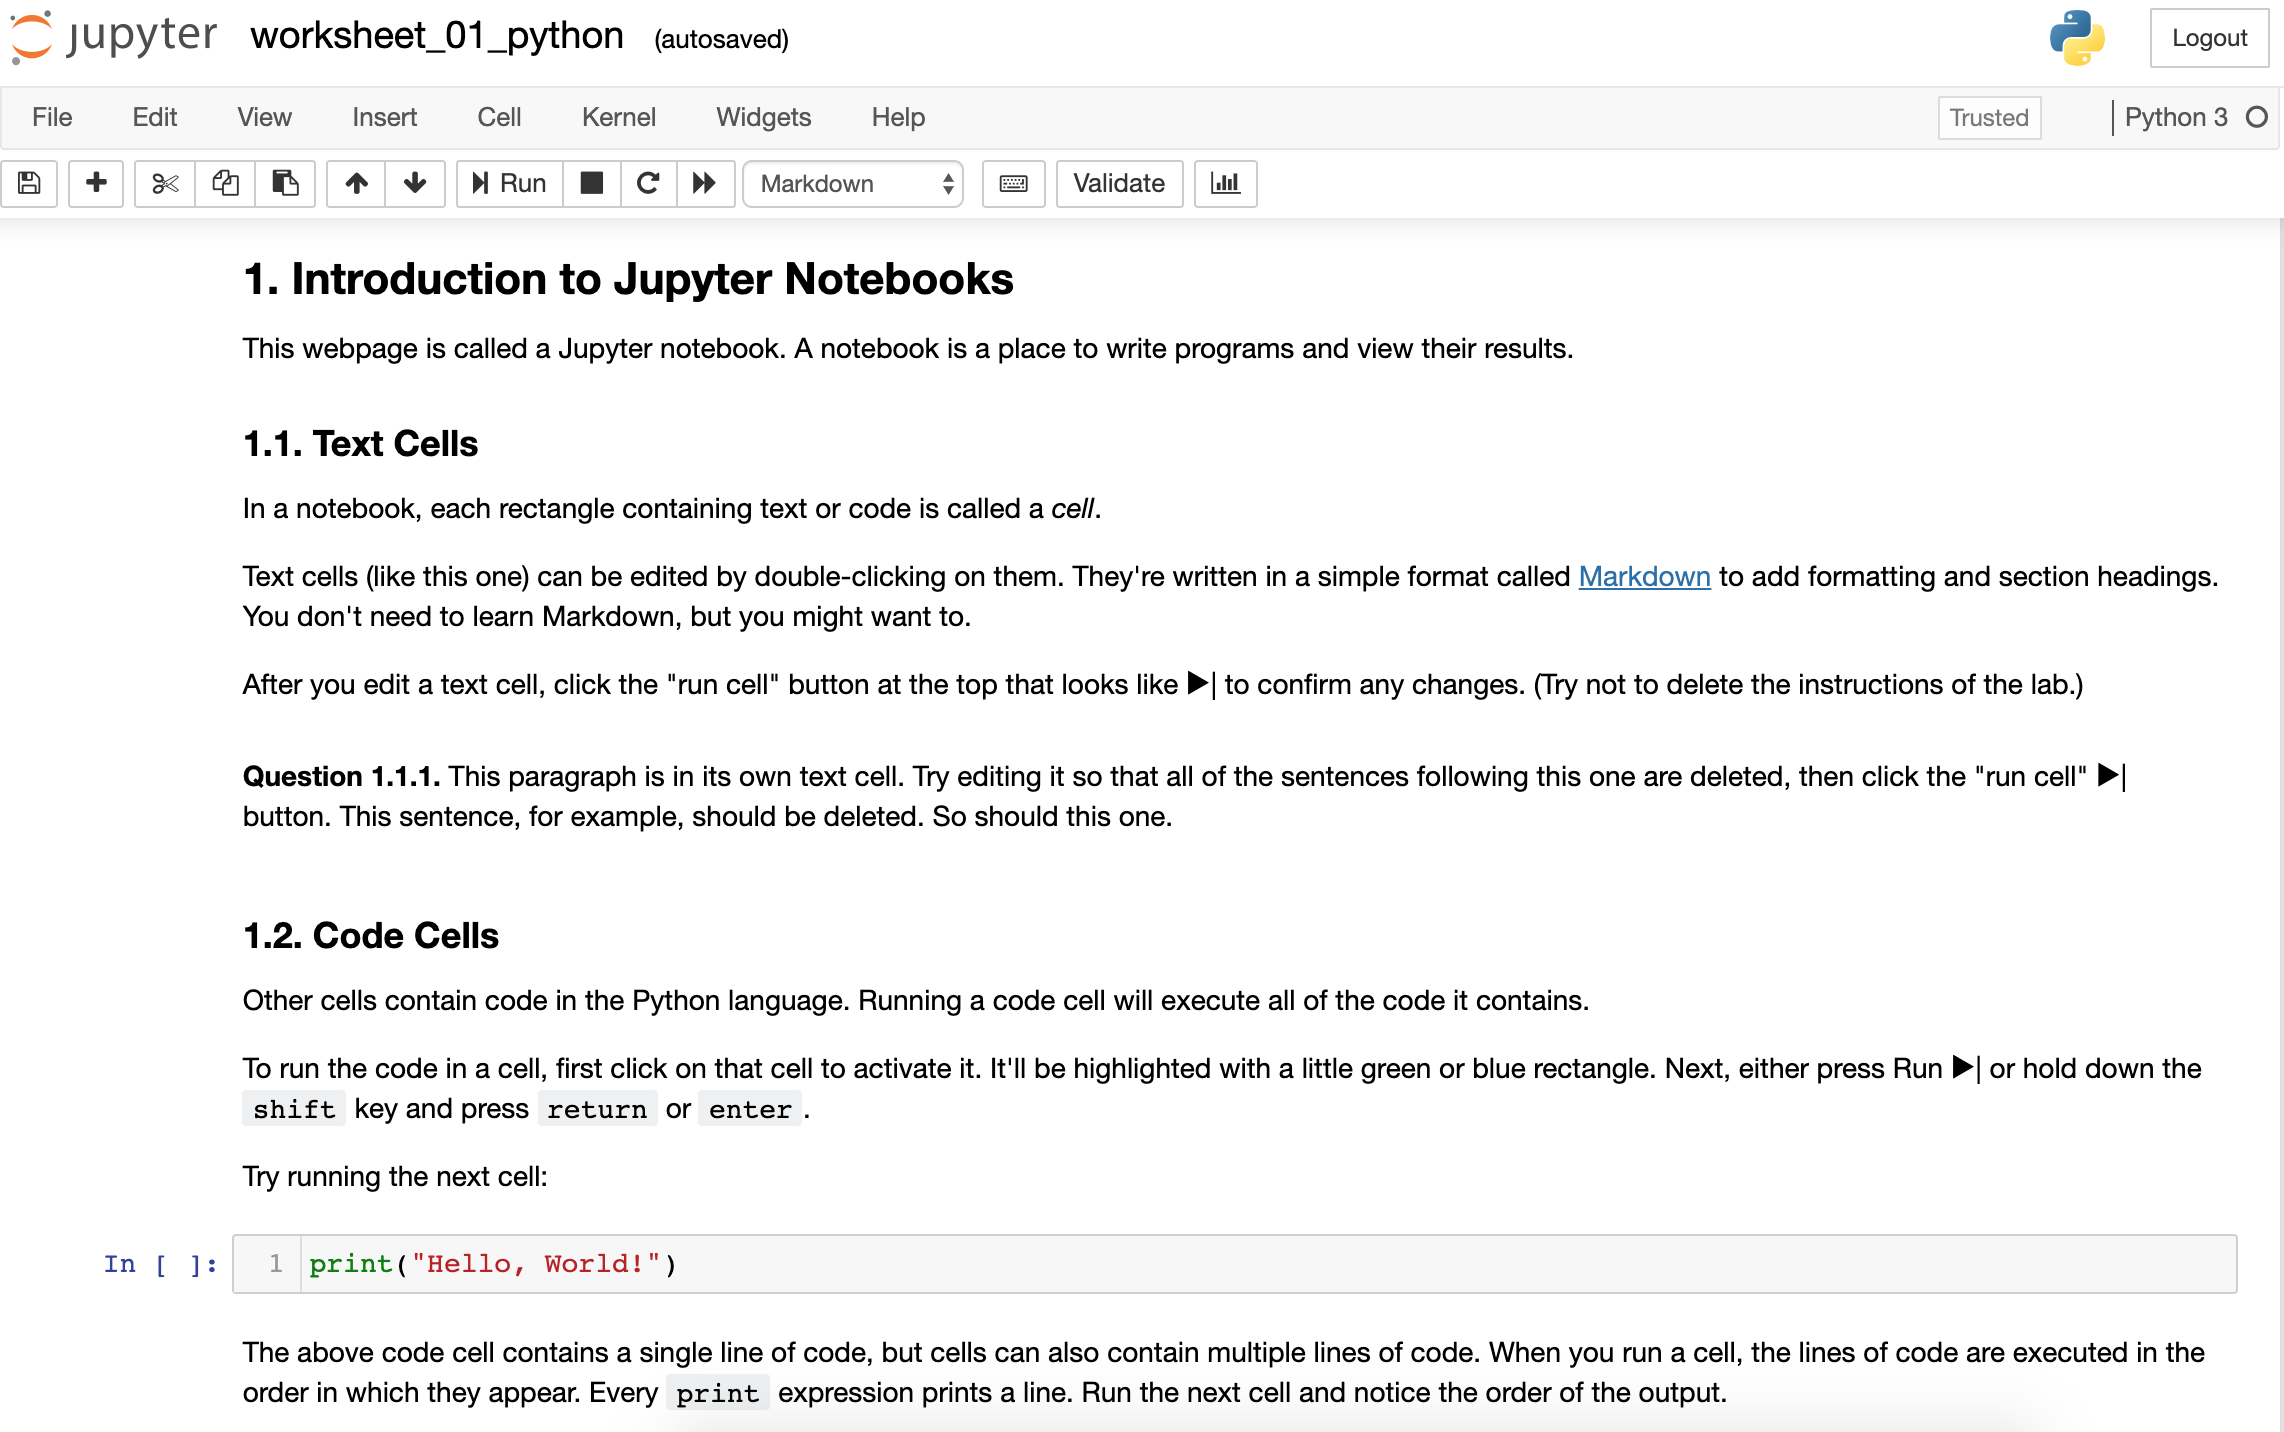 jupyter worksheet_01_python (autosaved) Logout
File Edit View Insert Cell Kernel Widgets Help Trusted Python 3
Run Markdown Validate
1. Introduction to Jupyter Notebooks
This webpage is called a Jupyter notebook. A notebook is a place to write programs and view their results.
1.1. Text Cells
In a notebook, each rectangle containing text or code is called a cell.
Text cells (like this one) can be edited by double-clicking on them. They're written in a simple format called Markdown to add formatting and section headings.
You don't need to learn Markdown, but you might want to.
After you edit a text cell, click the "run cell" button at the top that looks like ▶| to confirm any changes. (Try not to delete the instructions of the lab.)
Question 1.1.1. This paragraph is in its own text cell. Try editing it so that all of the sentences following this one are deleted, then click the "run cell" ▶|
button. This sentence, for example, should be deleted. So should this one.
1.2. Code Cells
Other cells contain code in the Python language. Running a code cell will execute all of the code it contains.
To run the code in a cell, first click on that cell to activate it. It'll be highlighted with a little green or blue rectangle. Next, either press Run ▶| or hold down the
shift key and press return or enter.
Try running the next cell:
In [ ]: 1 print("Hello, World!")
The above code cell contains a single line of code, but cells can also contain multiple lines of code. When you run a cell, the lines of code are executed in the
order in which they appear. Every print expression prints a line. Run the next cell and notice the order of the output.